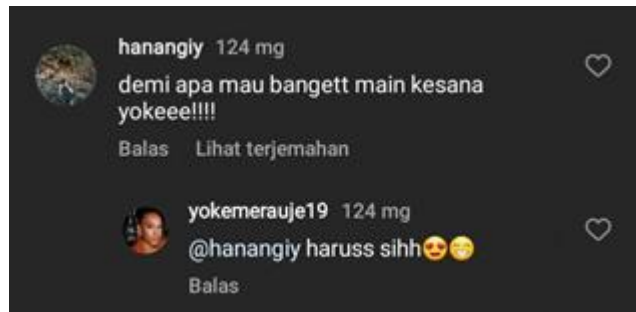 hanangiy 124 mg
demi apa mau bangett main kesana
yokeee!!!!
Balas Lihat terjemahan
yokemerauje19 124 mg
@hanangiy haruss sihh😍😁
Balas